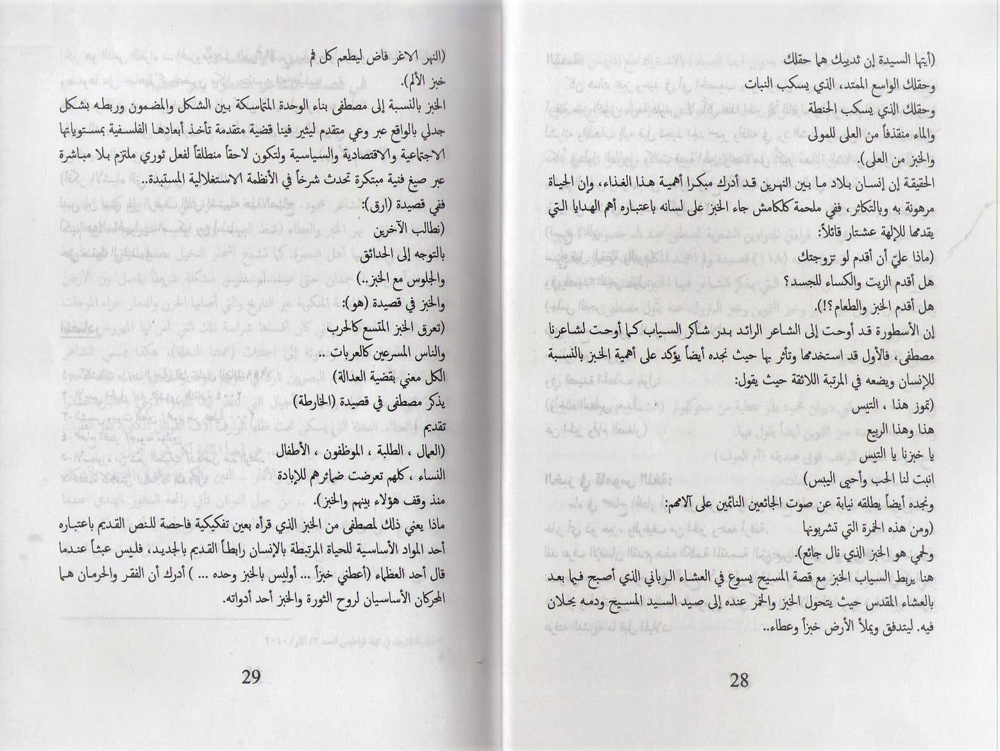 (أيتها السيدة إن ثدييك هما حقلك
وحقلك الواسع الممتد، الذي يسكب النبات
وحقلك الذي يسكب الحنطة
والماء منقذفاً من العلى للمولى
والخبز من العلى).
الحقيقة إن إنسان بلاد ما بين النهرين قد أدرك مبكرا أهمية هذا الغذاء، وإن الحياة
مرهونة به وبالتكاثر، ففي ملحمة كلكامش جاء الخبز على لسانه باعتباره أهم الهدايا التي
يقدمها للإلهة عشتار قائلاً:
(ماذا عليّ أن أقدم لو تزوجتك
هل أقدم الزيت والكساء للجسد؟
هل أقدم الخبز والطعام؟!).
إن الأسطورة قد أوحت إلى الشاعر الرائد بدر شاكر السياب كما أوحت لشاعرنا
مصطفى، فالأول قد استخدمها وتأثر بها حيث نجده أيضاً يؤكد على أهمية الخبز بالنسبة
للإنسان ويضعه في المرتبة اللائقة حيث يقول:
(تموز هذا ، التيس
هذا وهذا الربيع
يا خبزنا يا التيس
انبت لنا الحب وأحيى اليبس)
ونجده أيضاً يطلقه نيابة عن صوت الجائعين النائمين على آلامهم:
(ومن هذه الخمرة التي تشربونها
ولحمي هو الخبز الذي نال جائع).
هنا يربط السياب الخبز مع قصة المسيح يسوع في العشاء الرباني الذي أصبح فيما بعد
بالعشاء المقدس حيث يتحول الخبز والخمر عنده إلى صيد السيد المسيح ودمه يحلان
فيه. ليتدفق ويملأ الأرض خبزاً وعطاء..
28
(النهر الاغر فاض ليطعم كل فم
خبز الألم).
الخبز بالنسبة إلى مصطفى بناء الوحدة المتماسكة بين الشكل والمضمون وربطه بشكل
جدلي بالواقع عبر وعي متقدم ليثير فينا قضية متقدمة تأخذ أبعادها الفلسفية بمستوياتها
الاجتماعية والاقتصادية والسياسية ولتكون لاحقاً منطلقاً لفعل ثوري ملتزم بلا مباشرة
عبر صيغ فنية مبتكرة تحدث شرخاً في الأنظمة الاستغلالية المستبدة..
ففي قصيدة (ارق):
(نطالب الآخرين
بالتوجه إلى الحدائق
والجلوس مع الخبز..)
والخبز في قصيدة (هو):
(تعرق الخبز المتسع كالحرب
والناس المسرعين كالعربات ..
الكل معني بقضية العدالة)
يذكر مصطفى في قصيدة (الخارطة)
تقديم
(العمال ، الطلبة ، الموظفون ، الأطفال
النساء ، كلهم تعرضت ضمائرهم للإبادة
منذ وقف هؤلاء بينهم والخبز).
ماذا يعني ذلك لمصطفى من الخبز الذي قرأه بعين تفكيكية فاحصة للنص القديم باعتباره
أحد المواد الأساسية للحياة المرتبطة بالإنسان رابطاً القديم بالجديد، فليس عبثاً عندما
قال أحد العظماء (أعطني خبزاً ... أوليس بالخبز وحده ... ) أدرك أن الفقر والحرمان هما
المحركان الأساسيان لروح الثورة والخبز أحد أدواته.
29